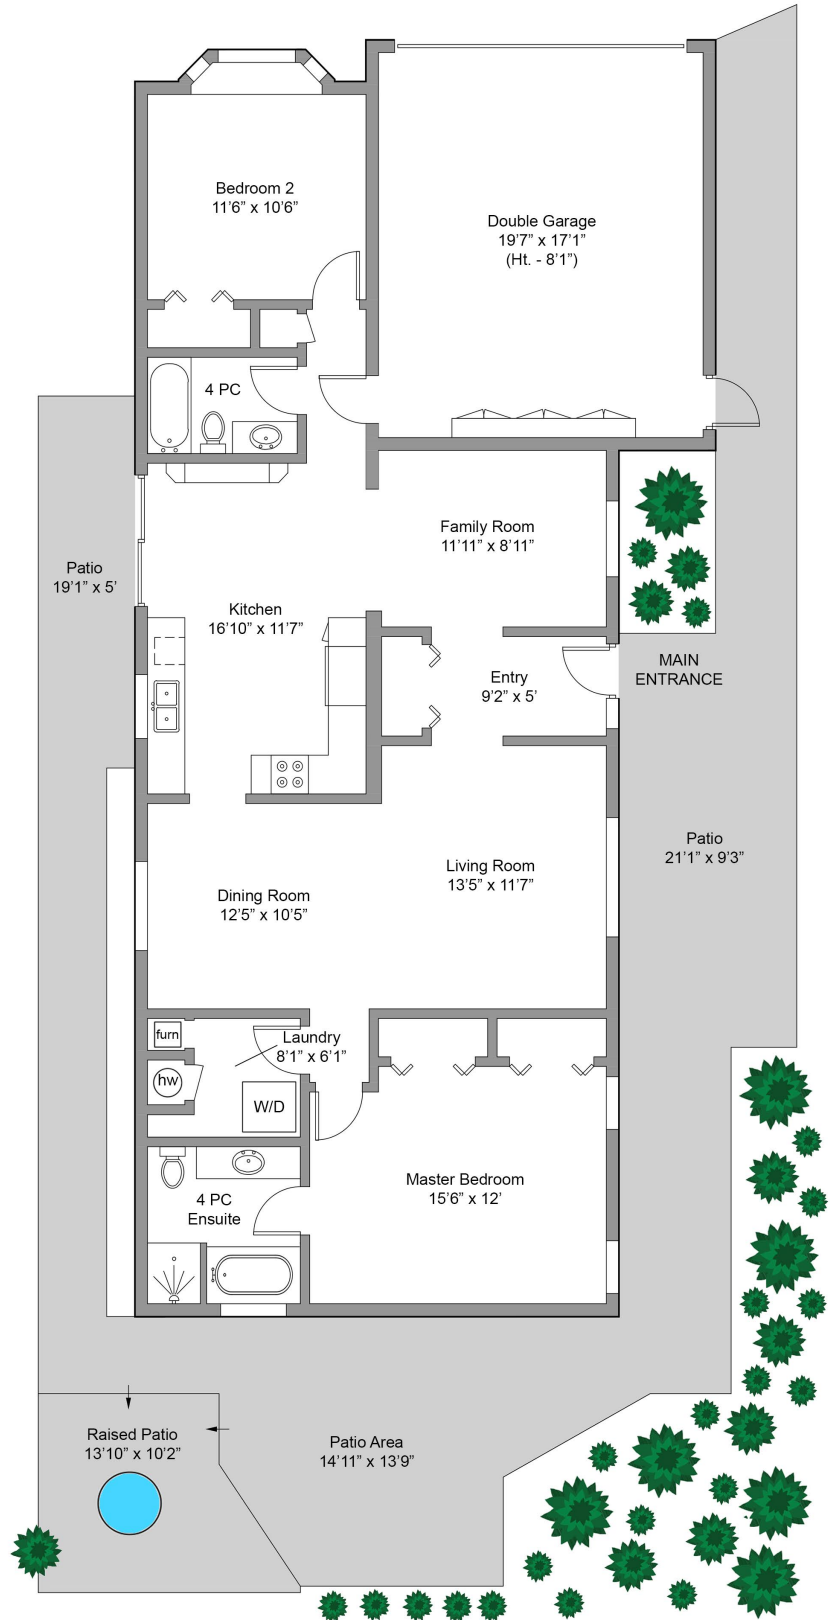 Bedroom 2
11’6” x 10’6”
Double Garage
19’7” x 17’1”
(Ht. - 8’1”)
4 PC
Family Room
11’11” x 8’11”
Patio
19’1” x 5'
Kitchen
16’10” x 11’7”
MAIN
ENTRANCE
Entry
9’2” x 5’
Patio
21’1” x 9’3”
Living Room
13’5” x 11’7”
Dining Room
12’5” x 10’5”
furn
Laundry
8’1” x 6’1”
hw
W/D
Master Bedroom
15’6” x 12’
4 PC
Ensuite
Raised Patio
13’10” x 10’2”
Patio Area
14’11” x 13’9”